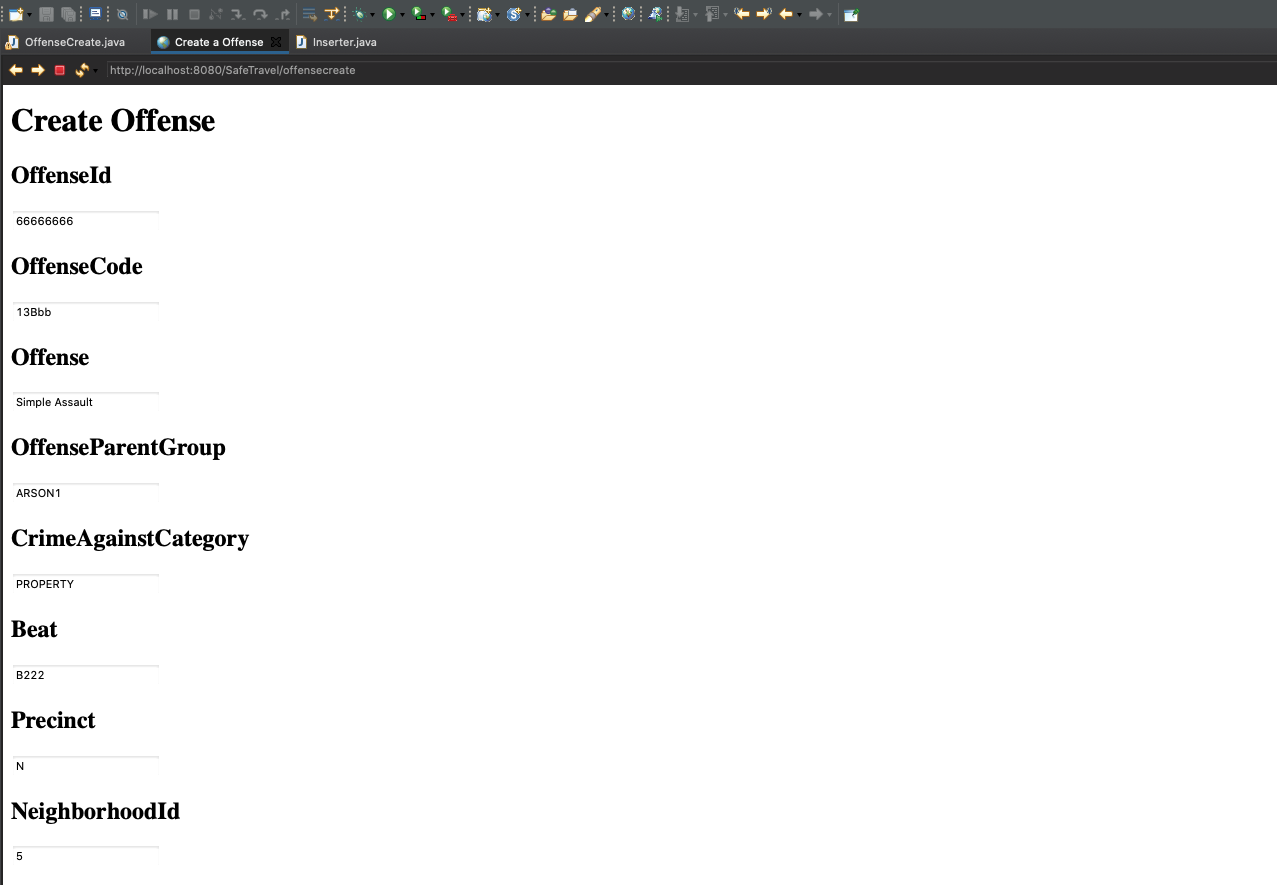 OffenseCreate.java
Create a Offense
Inserter.java
http://localhost:8080/SafeTravel/offensecreate
Create Offense
OffenseId
66666666
OffenseCode
13Bbb
Offense
Simple Assault
OffenseParentGroup
ARSON1
CrimeAgainstCategory
PROPERTY
Beat
B222
Precinct
N
NeighborhoodId
5